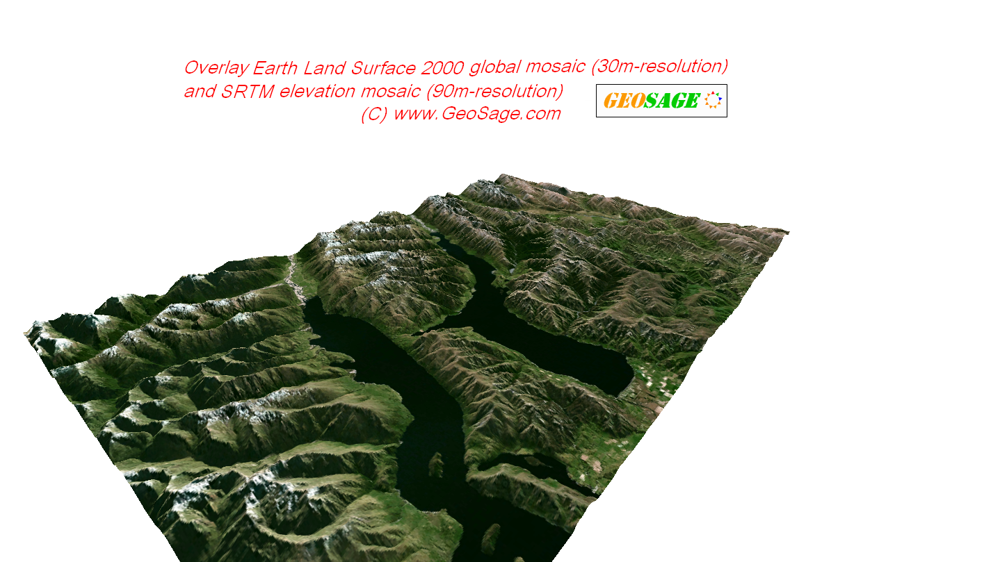 Overlay Earth Land Surface 2000 global mosaic (30m-resolution)
and SRTM elevation mosaic (90m-resolution)
(C) www.GeoSage.com
GEOSAGE